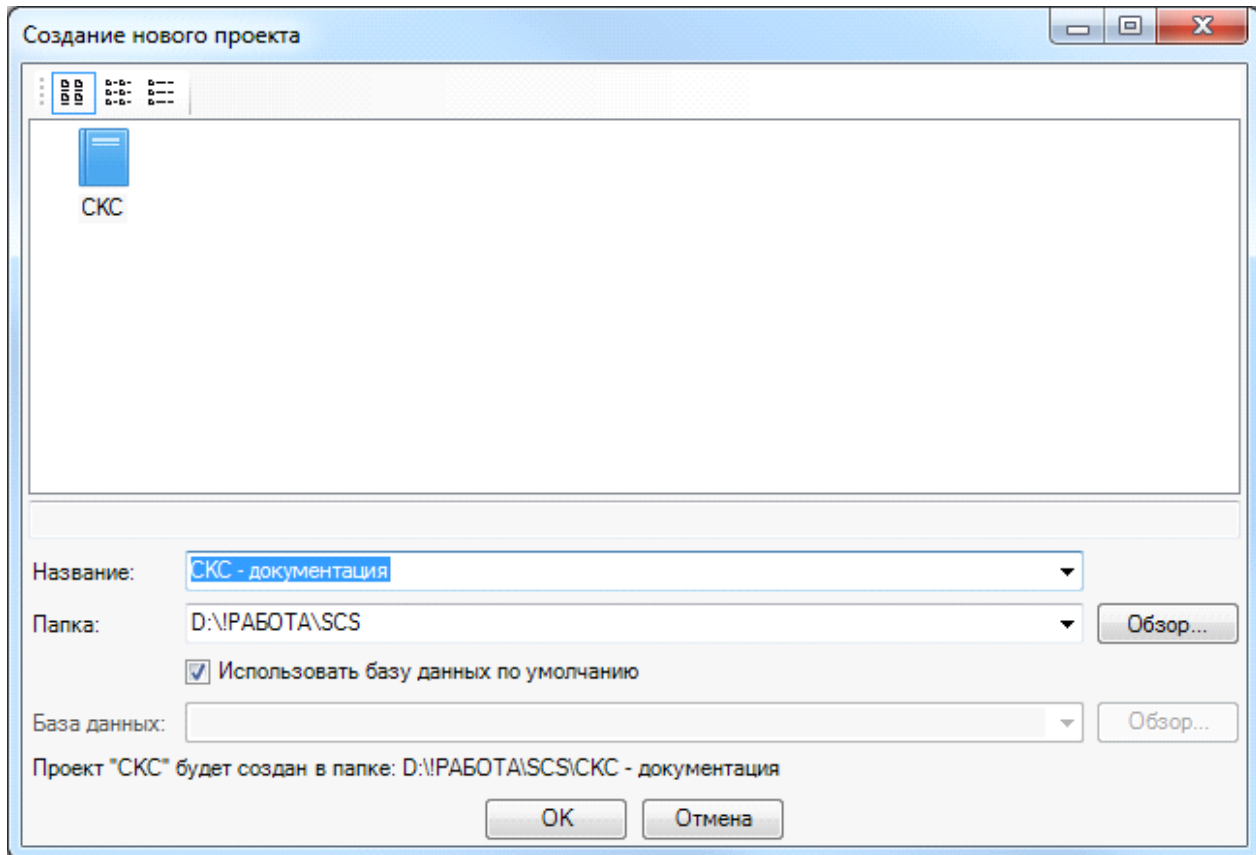 Создание нового проекта
СКС
Название: СКС - документация
Папка: D:\!РАБОТА\SCS Обзор...
Использовать базу данных по умолчанию
База данных: Обзор...
Проект "СКС" будет создан в папке: D:\!РАБОТА\SCS\СКС - документация
OK Отмена